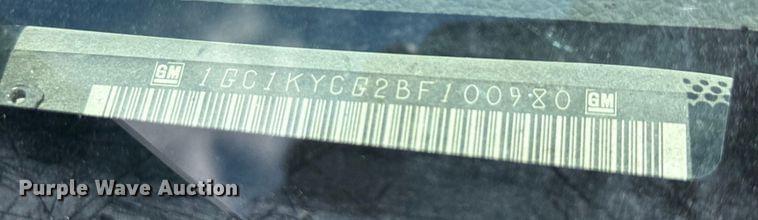 GM 1GC1KYCG2BF100980 GM
Purple Wave Auction